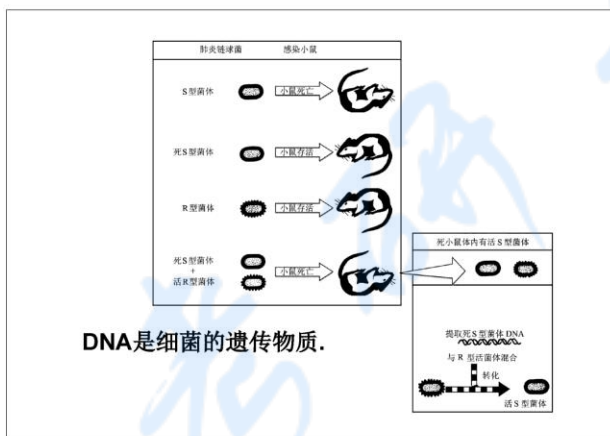 肺炎链球菌 感染小鼠
S型菌体 小鼠死亡
死S型菌体 小鼠存活
R型菌体 小鼠存活
死S型菌体
+
活R型菌体
小鼠死亡
死小鼠体内有活S型菌体
提取死S型菌体DNA
与R型活菌体混合
转化
活S型菌体
DNA是细菌的遗传物质.